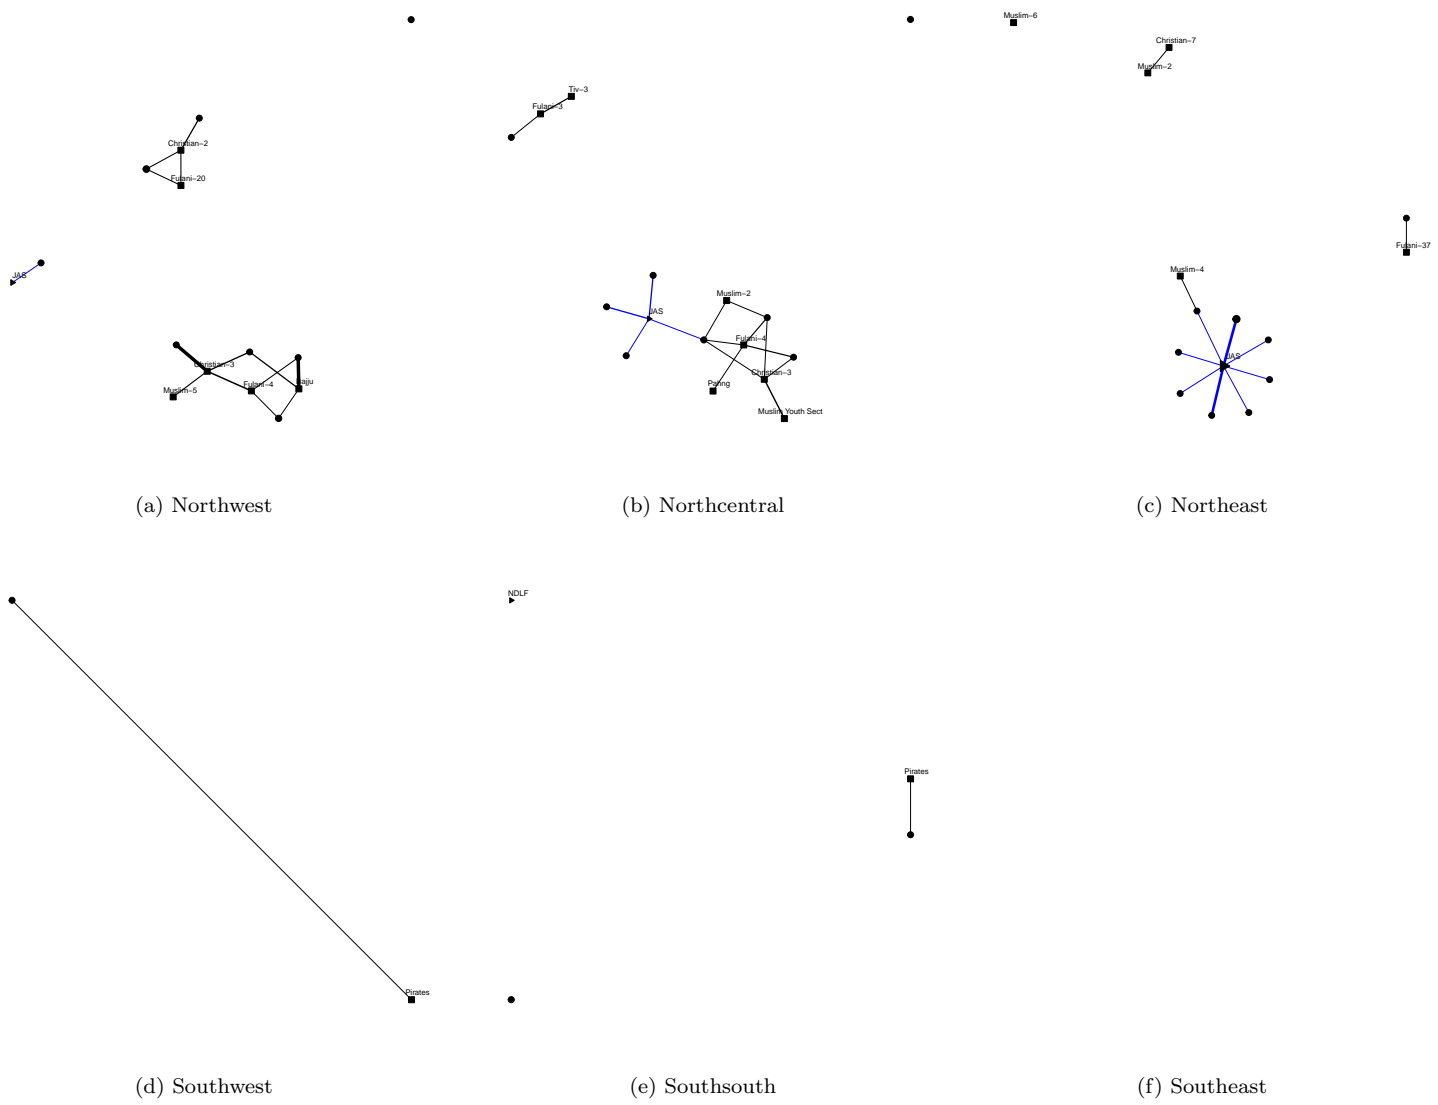 Muslim−6
Christian−7
Muslim−2
Tiv−3
Fulani−3
Christian−2
Fulani−20
Fulani−37
JAS
Muslim−4
Muslim−2
JAS
Fulani−4
JAS
Christian−3
Fulani−4
Bajju
Muslim−5
Christian−3
Pahng
Muslim Youth Sect
(a) Northwest
(b) Northcentral
(c) Northeast
NDLF
Pirates
Pirates
(d) Southwest
(e) Southsouth
(f) Southeast